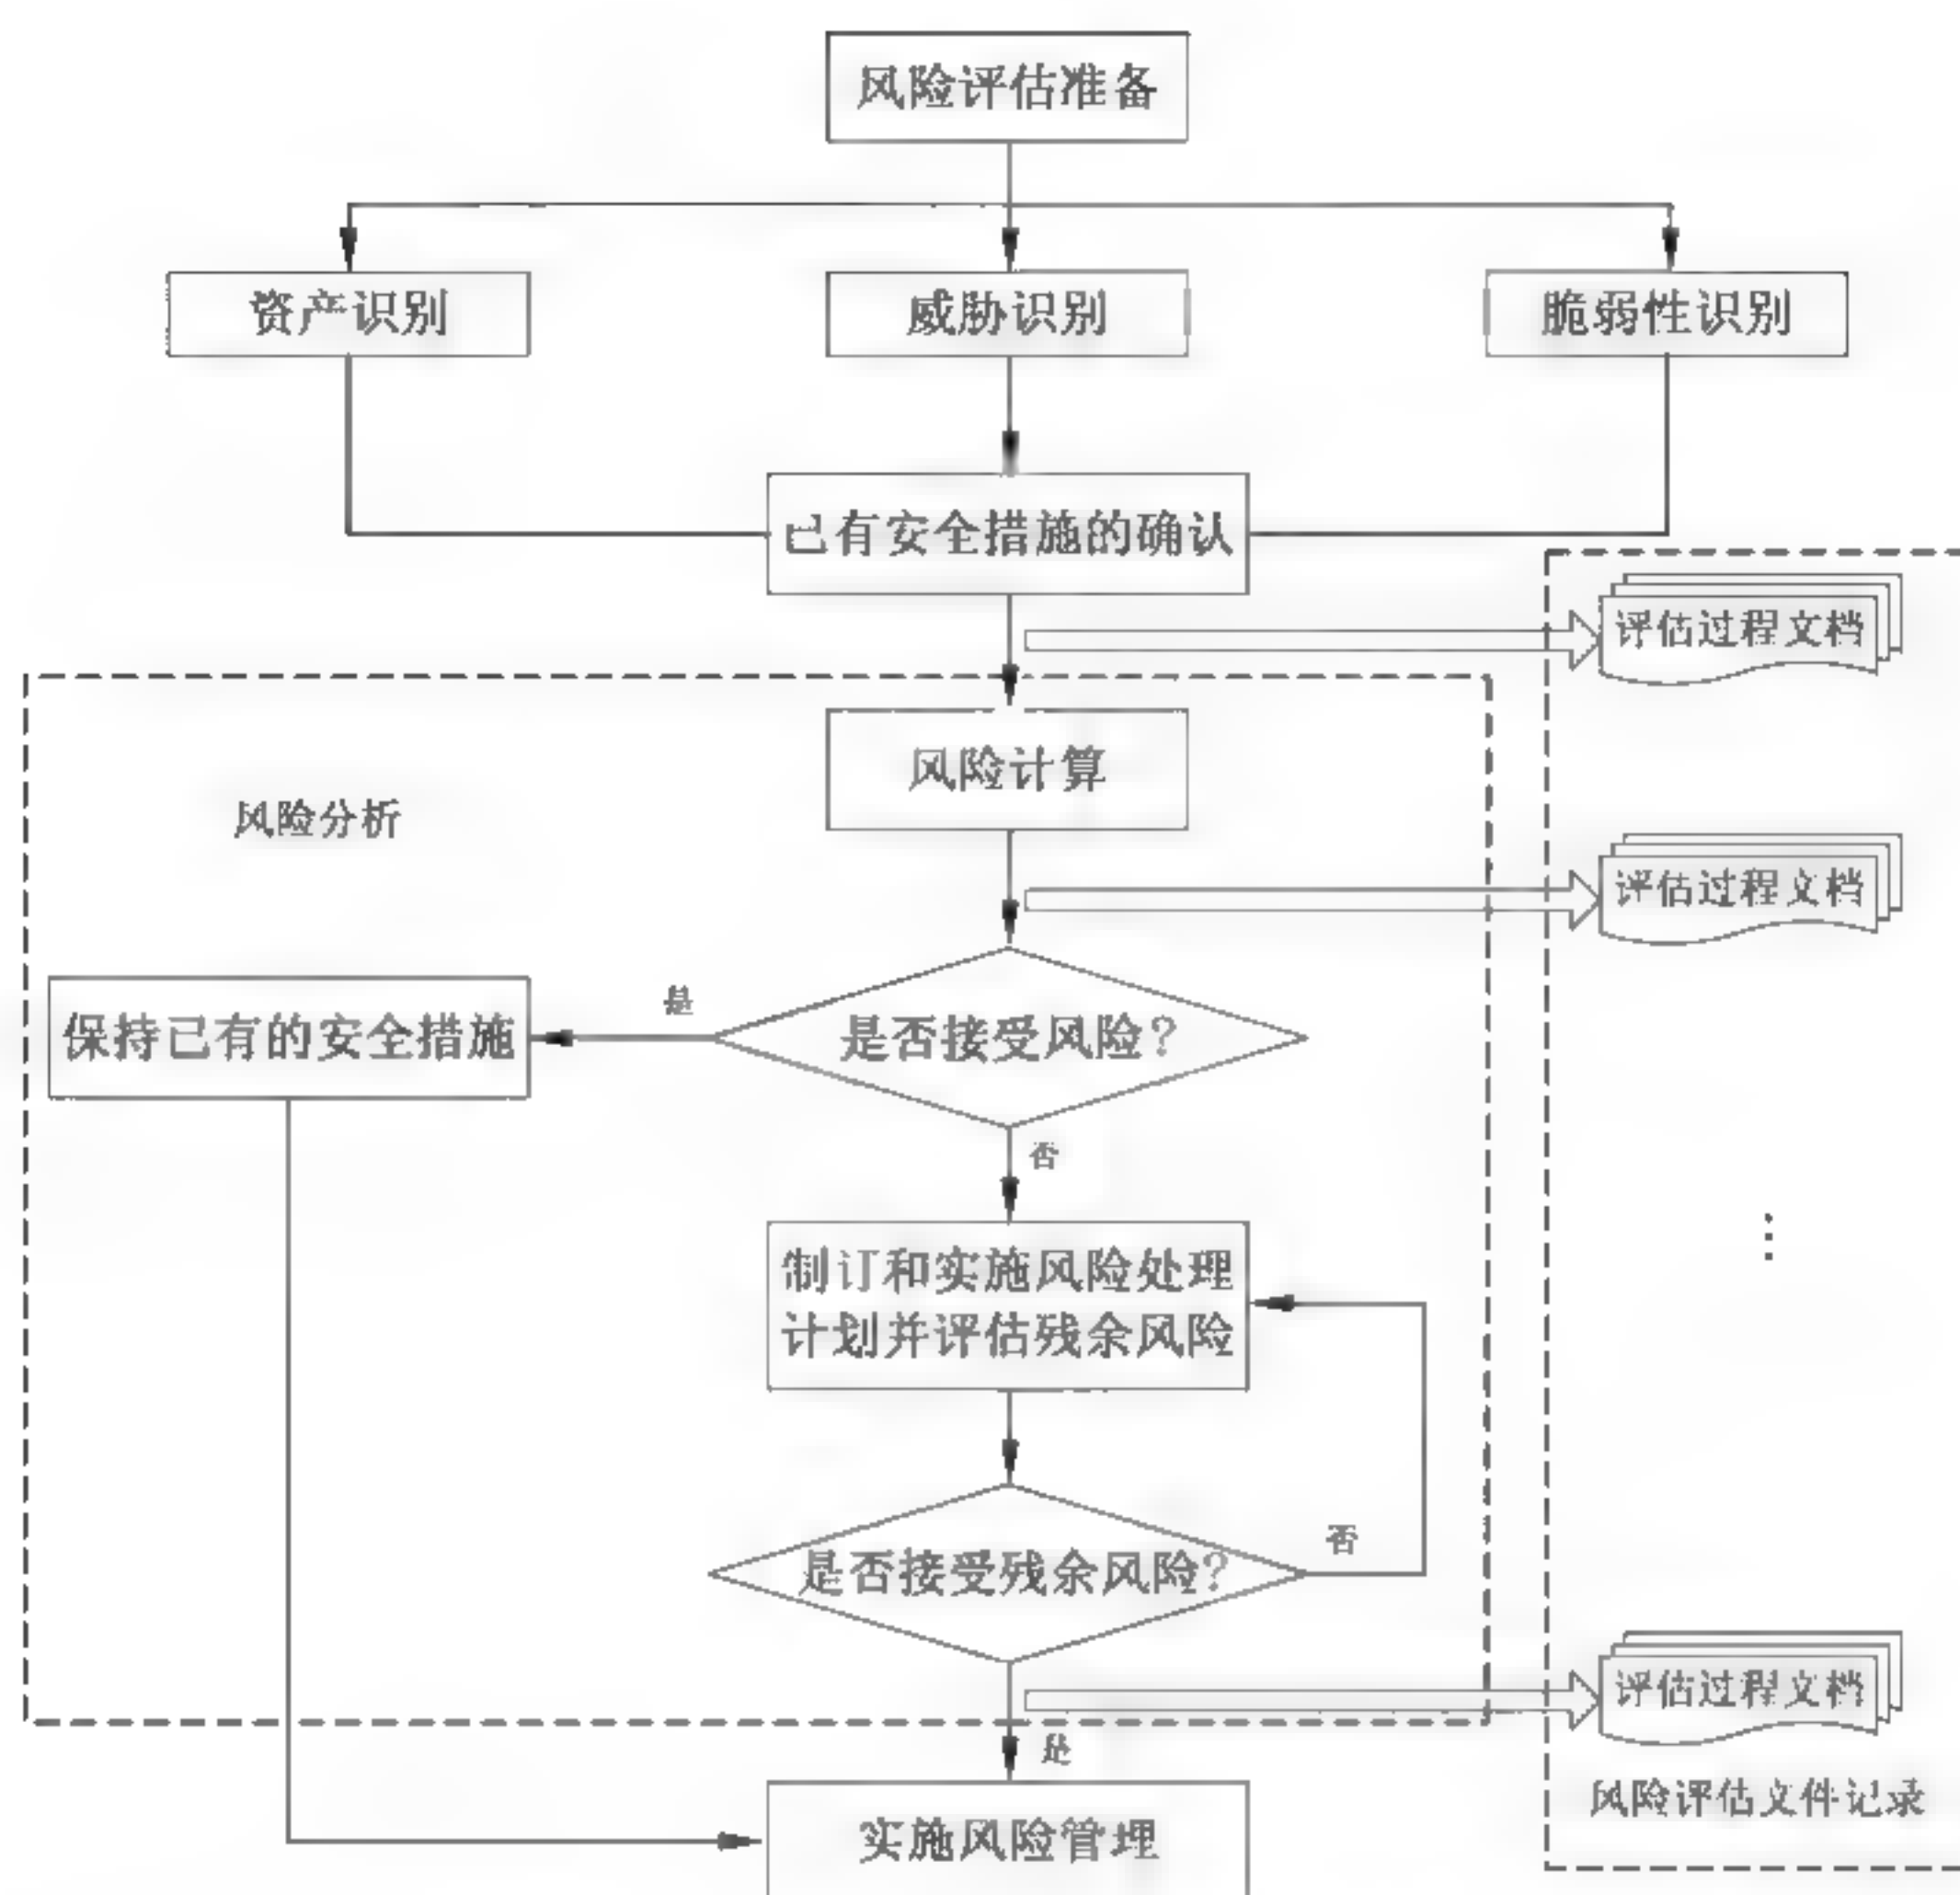 风险评估准备
资产识别
威胁识别
脆弱性识别
已有安全措施的确认
评估过程文档
风险计算
风险分析
评估过程文档
是
保持已有的安全措施
是否接受风险?
否
制订和实施风险处理
计划并评估残余风险
否
是否接受残余风险?
评估过程文档
是
风险评估文件记录
实施风险管理